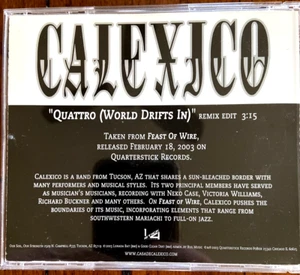 CALEXICO
"QUATTRO (WORLD DRIFTS IN)" REMIX EDIT 3:15
TAKEN FROM FEAST OF WIRE,
RELEASED FEBRUARY 18, 2003 ON
QUARTERSTICK RECORDS.
CALEXICO IS A BAND FROM TUCSON, AZ THAT SHARES A SUN-BLEACHED BORDER WITH
MANY PERFORMERS AND MUSICAL STYLES. ITS TWO PRINCIPAL MEMBERS HAVE SERVED
AS MUSICIAN'S MUSICIANS, RECORDING WITH NEKO CASE, VICTORIA WILLIAMS,
RICHARD BUCKNER AND MANY OTHERS. ON FEAST OF WIRE, CALEXICO PUSHES THE
BOUNDARIES OF ITS MUSIC, INCORPORATING ELEMENTS THAT RANGE FROM
SOUTHWESTERN MARIACHI TO FULL-ON JAZZ.
WWW.CASADECALEXICO.COM